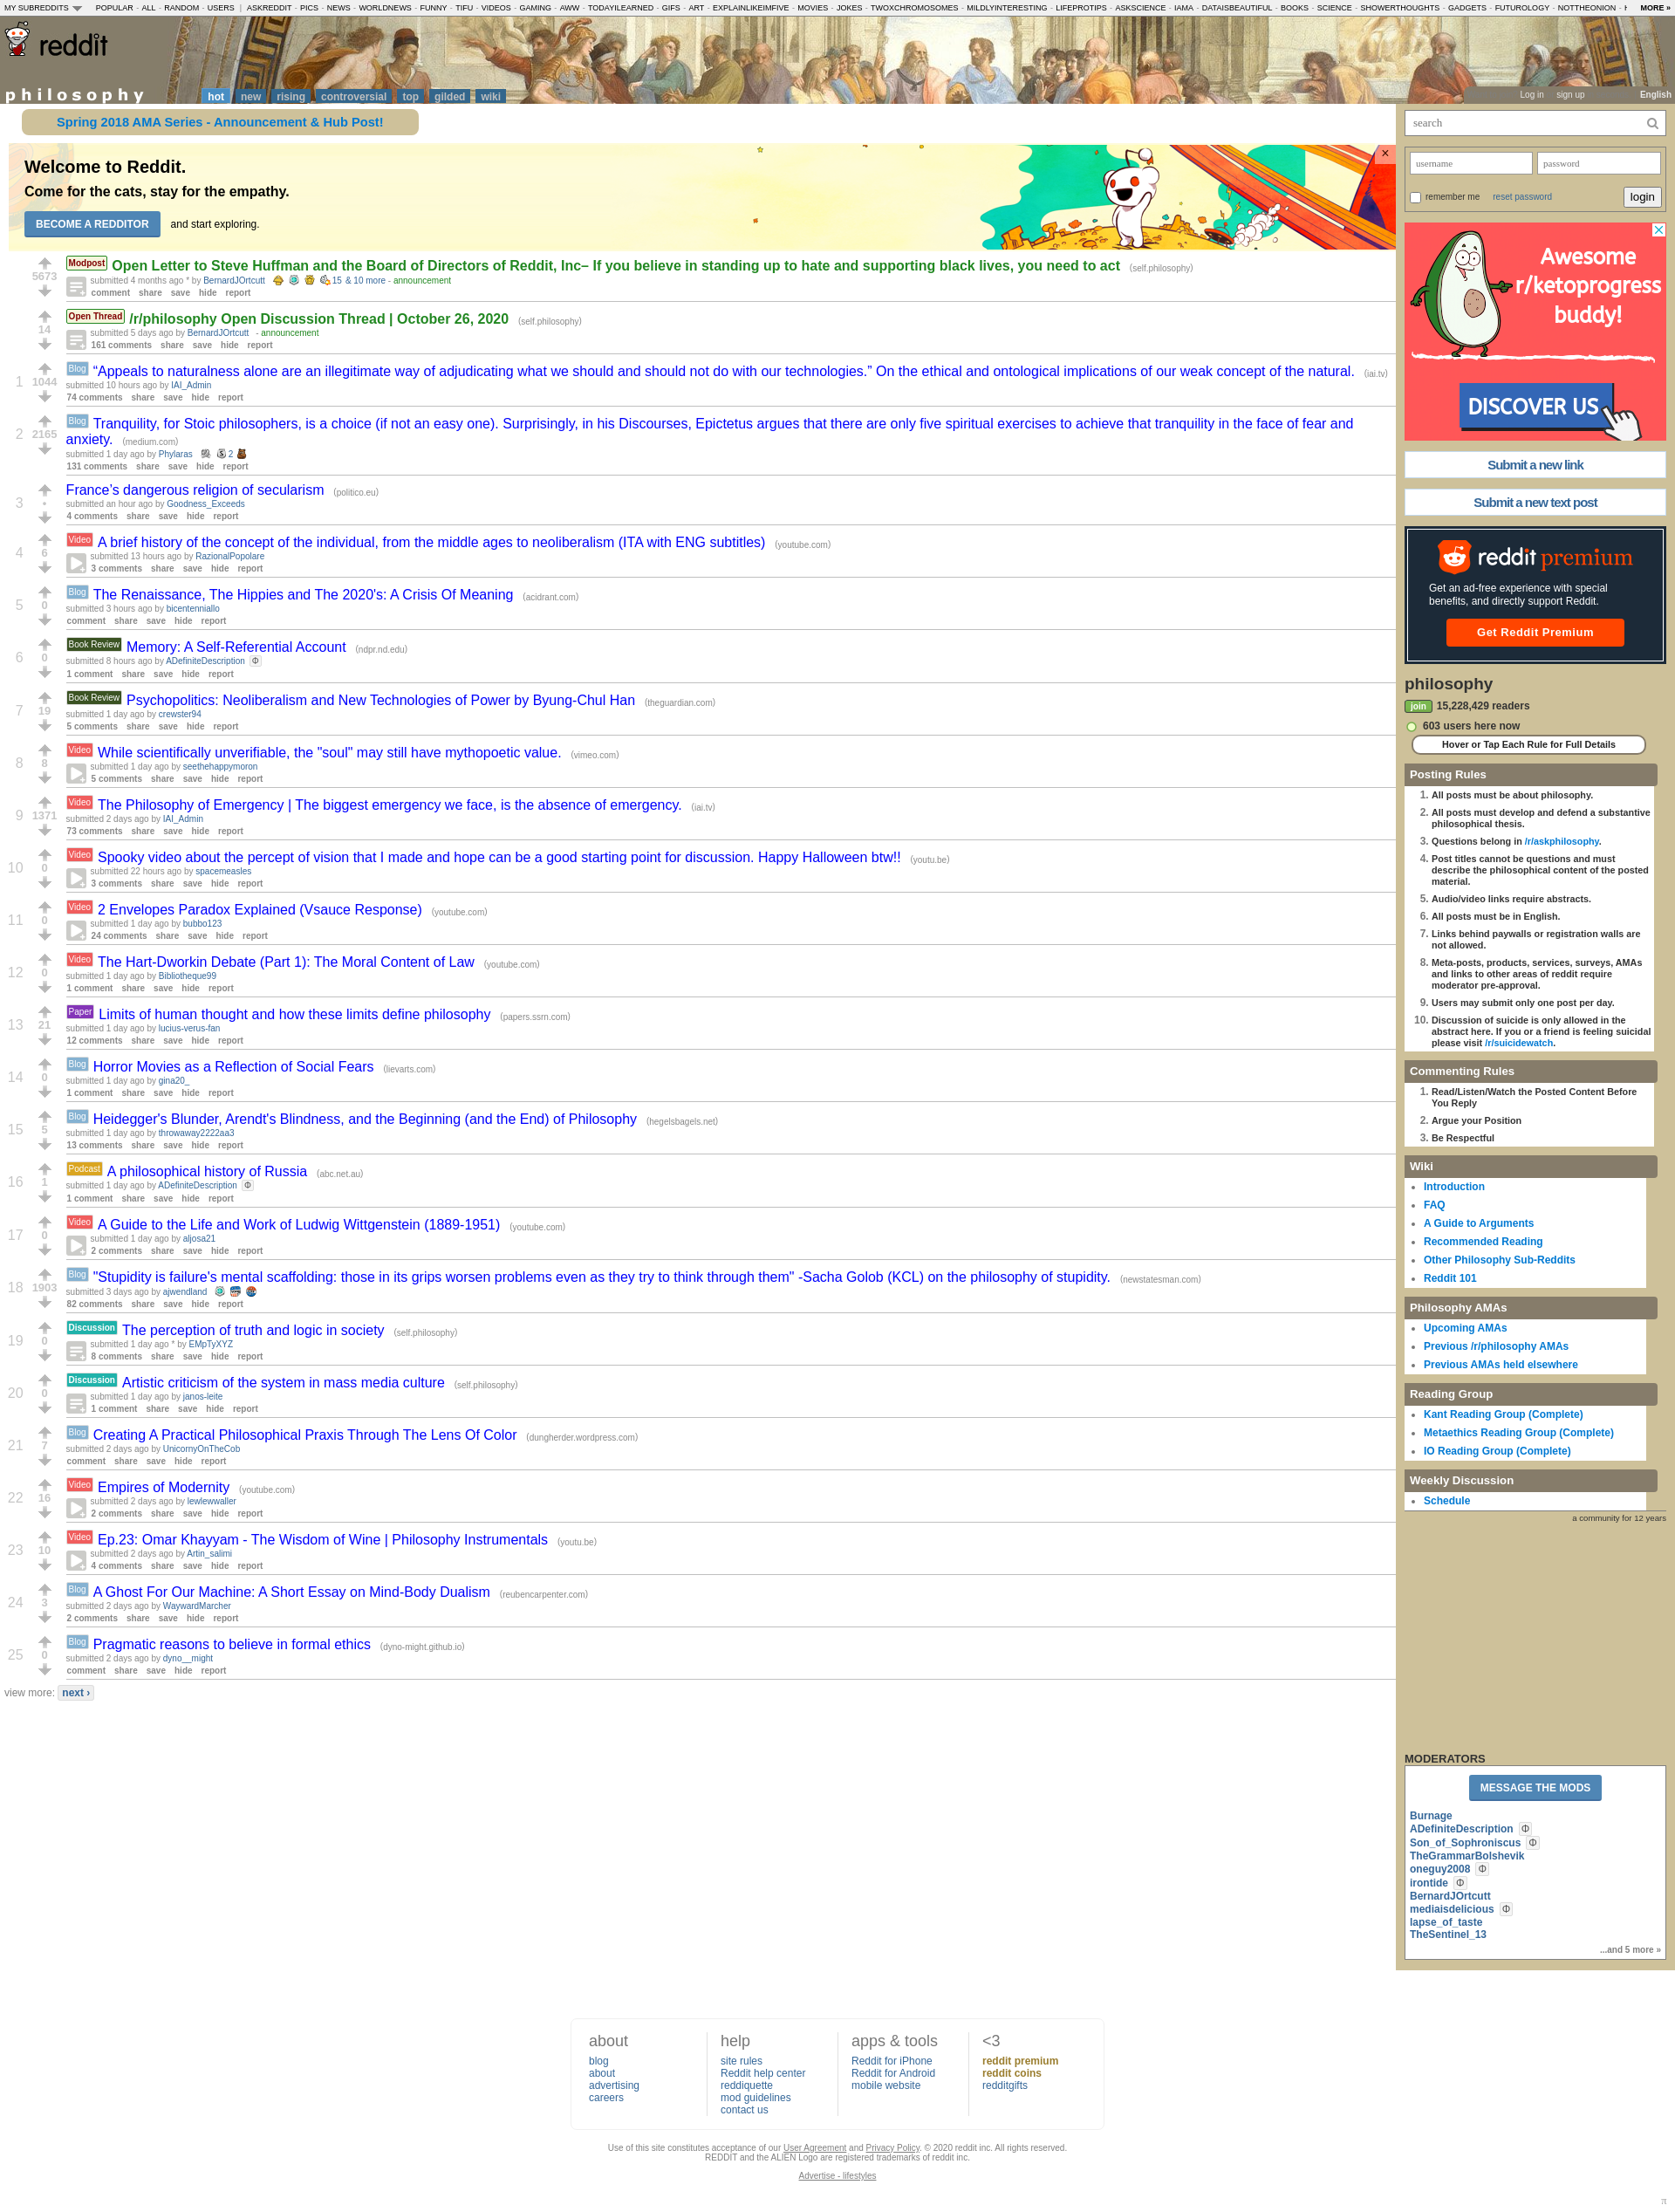 MY SUBREDDITS POPULAR - ALL - RANDOM - USERS | ASKREDDIT - PICS - NEWS - WORLDNEWS - FUNNY - TIFU - VIDEOS - GAMING - AWW - TODAYILEARNED - GIFS - EXPLAINLIKEIMFIVE - MOVIES - JOKES - TWOXCHROMOSOMES - MILDLYINTERESTING - LIFEPROTIPS - ASKSCIENCE - IAMA - DATAISBEAUTIFUL - BOOKS - SCIENCE - SHOWERTHOUGHTS - GADGETS - FUTUROLOGY - NOTTHEONION - MORE »
reddit
philosophy hot new rising controversial top gilded wiki
Log in sign up English
Spring 2018 AMA Series - Announcement & Hub Post!
Welcome to Reddit.
Come for the cats, stay for the empathy.
BECOME A REDDITOR and start exploring.
×
5673
Modpost Open Letter to Steve Huffman and the Board of Directors of Reddit, Inc– If you believe in standing up to hate and supporting black lives, you need to act (self.philosophy)
submitted 4 months ago * by BernardJOrtcutt 15 & 10 more - announcement
comment share save hide report
14
Open Thread /r/philosophy Open Discussion Thread | October 26, 2020 (self.philosophy)
submitted 5 days ago by BernardJOrtcutt - announcement
161 comments share save hide report
1 1044
Blog “Appeals to naturalness alone are an illegitimate way of adjudicating what we should and should not do with our technologies.” On the ethical and ontological implications of our weak concept of the natural. (iai.tv)
submitted 10 hours ago by IAI_Admin
74 comments share save hide report
2 2165
Blog Tranquility, for Stoic philosophers, is a choice (if not an easy one). Surprisingly, in his Discourses, Epictetus argues that there are only five spiritual exercises to achieve that tranquility in the face of fear and
anxiety. (medium.com)
submitted 1 day ago by Phylaras 2
131 comments share save hide report
3 •
France’s dangerous religion of secularism (politico.eu)
submitted an hour ago by Goodness_Exceeds
4 comments share save hide report
4 6
Video A brief history of the concept of the individual, from the middle ages to neoliberalism (ITA with ENG subtitles) (youtube.com)
submitted 13 hours ago by RazionalPopolare
3 comments share save hide report
5 0
Blog The Renaissance, The Hippies and The 2020's: A Crisis Of Meaning (acidrant.com)
submitted 3 hours ago by bicentenniallo
comment share save hide report
6 0
Book Review Memory: A Self-Referential Account (ndpr.nd.edu)
submitted 8 hours ago by ADefiniteDescription Φ
1 comment share save hide report
7 19
Book Review Psychopolitics: Neoliberalism and New Technologies of Power by Byung-Chul Han (theguardian.com)
submitted 1 day ago by crewster94
5 comments share save hide report
8 8
Video While scientifically unverifiable, the "soul" may still have mythopoetic value. (vimeo.com)
submitted 1 day ago by seethehappymoron
5 comments share save hide report
9 1371
Video The Philosophy of Emergency | The biggest emergency we face, is the absence of emergency. (iai.tv)
submitted 2 days ago by IAI_Admin
73 comments share save hide report
10 0
Video Spooky video about the percept of vision that I made and hope can be a good starting point for discussion. Happy Halloween btw!! (youtu.be)
submitted 22 hours ago by spacemeasles
3 comments share save hide report
11 0
Video 2 Envelopes Paradox Explained (Vsauce Response) (youtube.com)
submitted 1 day ago by bubbo123
24 comments share save hide report
12 0
Video The Hart-Dworkin Debate (Part 1): The Moral Content of Law (youtube.com)
submitted 1 day ago by Bibliotheque99
1 comment share save hide report
13 21
Paper Limits of human thought and how these limits define philosophy (papers.ssrn.com)
submitted 1 day ago by lucius-verus-fan
12 comments share save hide report
14 0
Blog Horror Movies as a Reflection of Social Fears (lievarts.com)
submitted 1 day ago by gina20_
1 comment share save hide report
15 5
Blog Heidegger's Blunder, Arendt's Blindness, and the Beginning (and the End) of Philosophy (hegelsbagels.net)
submitted 1 day ago by throwaway2222aa3
13 comments share save hide report
16 1
Podcast A philosophical history of Russia (abc.net.au)
submitted 1 day ago by ADefiniteDescription Φ
1 comment share save hide report
17 0
Video A Guide to the Life and Work of Ludwig Wittgenstein (1889-1951) (youtube.com)
submitted 1 day ago by aljosa21
2 comments share save hide report
18 1903
Blog "Stupidity is failure's mental scaffolding: those in its grips worsen problems even as they try to think through them" -Sacha Golob (KCL) on the philosophy of stupidity. (newstatesman.com)
submitted 3 days ago by ajwendland
82 comments share save hide report
19 0
Discussion The perception of truth and logic in society (self.philosophy)
submitted 1 day ago * by EMpTyXYZ
8 comments share save hide report
20 0
Discussion Artistic criticism of the system in mass media culture (self.philosophy)
submitted 1 day ago by janos-leite
1 comment share save hide report
21 7
Blog Creating A Practical Philosophical Praxis Through The Lens Of Color (dungherder.wordpress.com)
submitted 2 days ago by UnicornyOnTheCob
comment share save hide report
22 16
Video Empires of Modernity (youtube.com)
submitted 2 days ago by lewlewwaller
2 comments share save hide report
23 10
Video Ep.23: Omar Khayyam - The Wisdom of Wine | Philosophy Instrumentals (youtu.be)
submitted 2 days ago by Artin_salimi
4 comments share save hide report
24 3
Blog A Ghost For Our Machine: A Short Essay on Mind-Body Dualism (reubencarpenter.com)
submitted 2 days ago by WaywardMarcher
2 comments share save hide report
25 0
Blog Pragmatic reasons to believe in formal ethics (dyno-might.github.io)
submitted 2 days ago by dyno__might
comment share save hide report
view more: next ›
search
username password
remember me reset password login
Awesome
r/ketoprogress
buddy!
DISCOVER US
Submit a new link
Submit a new text post
reddit premium
Get an ad-free experience with special
benefits, and directly support Reddit.
Get Reddit Premium
philosophy
join 15,228,429 readers
603 users here now
Hover or Tap Each Rule for Full Details
Posting Rules
1. All posts must be about philosophy.
2. All posts must develop and defend a substantive
philosophical thesis.
3. Questions belong in /r/askphilosophy.
4. Post titles cannot be questions and must
describe the philosophical content of the posted
material.
5. Audio/video links require abstracts.
6. All posts must be in English.
7. Links behind paywalls or registration walls are
not allowed.
8. Meta-posts, products, services, surveys, AMAs
and links to other areas of reddit require
moderator pre-approval.
9. Users may submit only one post per day.
10. Discussion of suicide is only allowed in the
abstract here. If you or a friend is feeling suicidal
please visit /r/suicidewatch.
Commenting Rules
1. Read/Listen/Watch the Posted Content Before
You Reply
2. Argue your Position
3. Be Respectful
Wiki
Introduction
FAQ
A Guide to Arguments
Recommended Reading
Other Philosophy Sub-Reddits
Reddit 101
Philosophy AMAs
Upcoming AMAs
Previous /r/philosophy AMAs
Previous AMAs held elsewhere
Reading Group
Kant Reading Group (Complete)
Metaethics Reading Group (Complete)
IO Reading Group (Complete)
Weekly Discussion
Schedule
a community for 12 years
MODERATORS
MESSAGE THE MODS
Burnage
ADefiniteDescription Φ
Son_of_Sophroniscus Φ
TheGrammarBolshevik
oneguy2008 Φ
irontide Φ
BernardJOrtcutt
mediaisdelicious Φ
lapse_of_taste
TheSentinel_13
...and 5 more »
about
blog
about
advertising
careers
help
site rules
Reddit help center
reddiquette
mod guidelines
contact us
apps & tools
Reddit for iPhone
Reddit for Android
mobile website
<3
reddit premium
reddit coins
redditgifts
Use of this site constitutes acceptance of our User Agreement and Privacy Policy. © 2020 reddit inc. All rights reserved.
REDDIT and the ALIEN Logo are registered trademarks of reddit inc.
Advertise - lifestyles
π